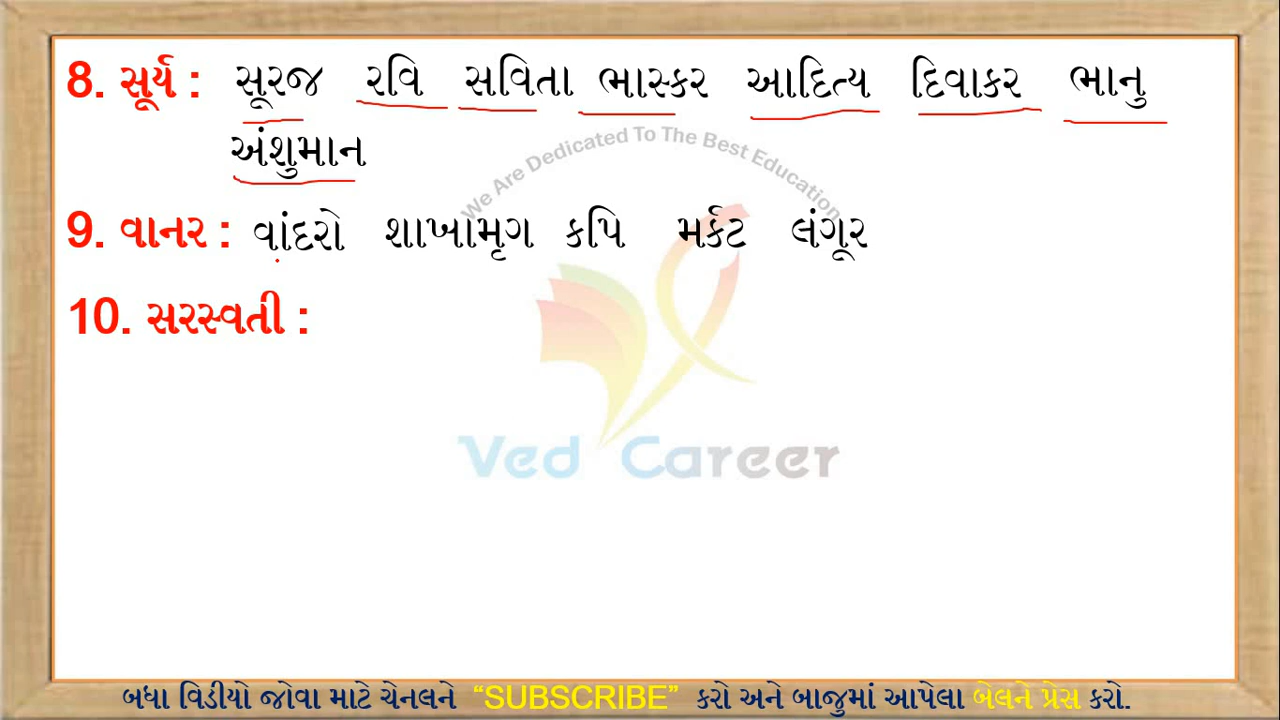 8. સૂર્ય : સૂરજ રવિ સવિતા ભાસ્કર આદિત્ય દિવાકર ભાનુ
અંશુમાન
We Are Dedicated To The Best Education
9. વાનર : વાંદરો શાખામૃગ કપિ મર્કટ લંગૂર
10. સરસ્વતી :
Ved Career
બધા વિડીયો જોવા માટે ચેનલને “SUBSCRIBE” કરો અને બાજુમાં આપેલા બેલને પ્રેસ કરો.